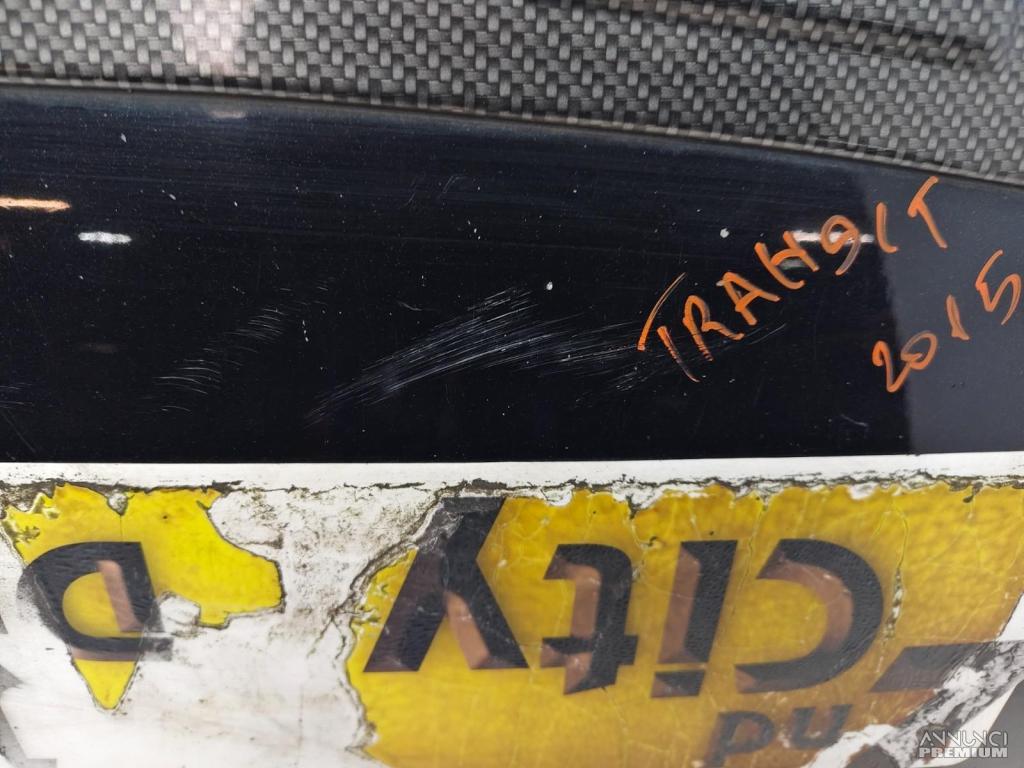 TRANSIT
2015
City
ANNUNCI
PREMIUM